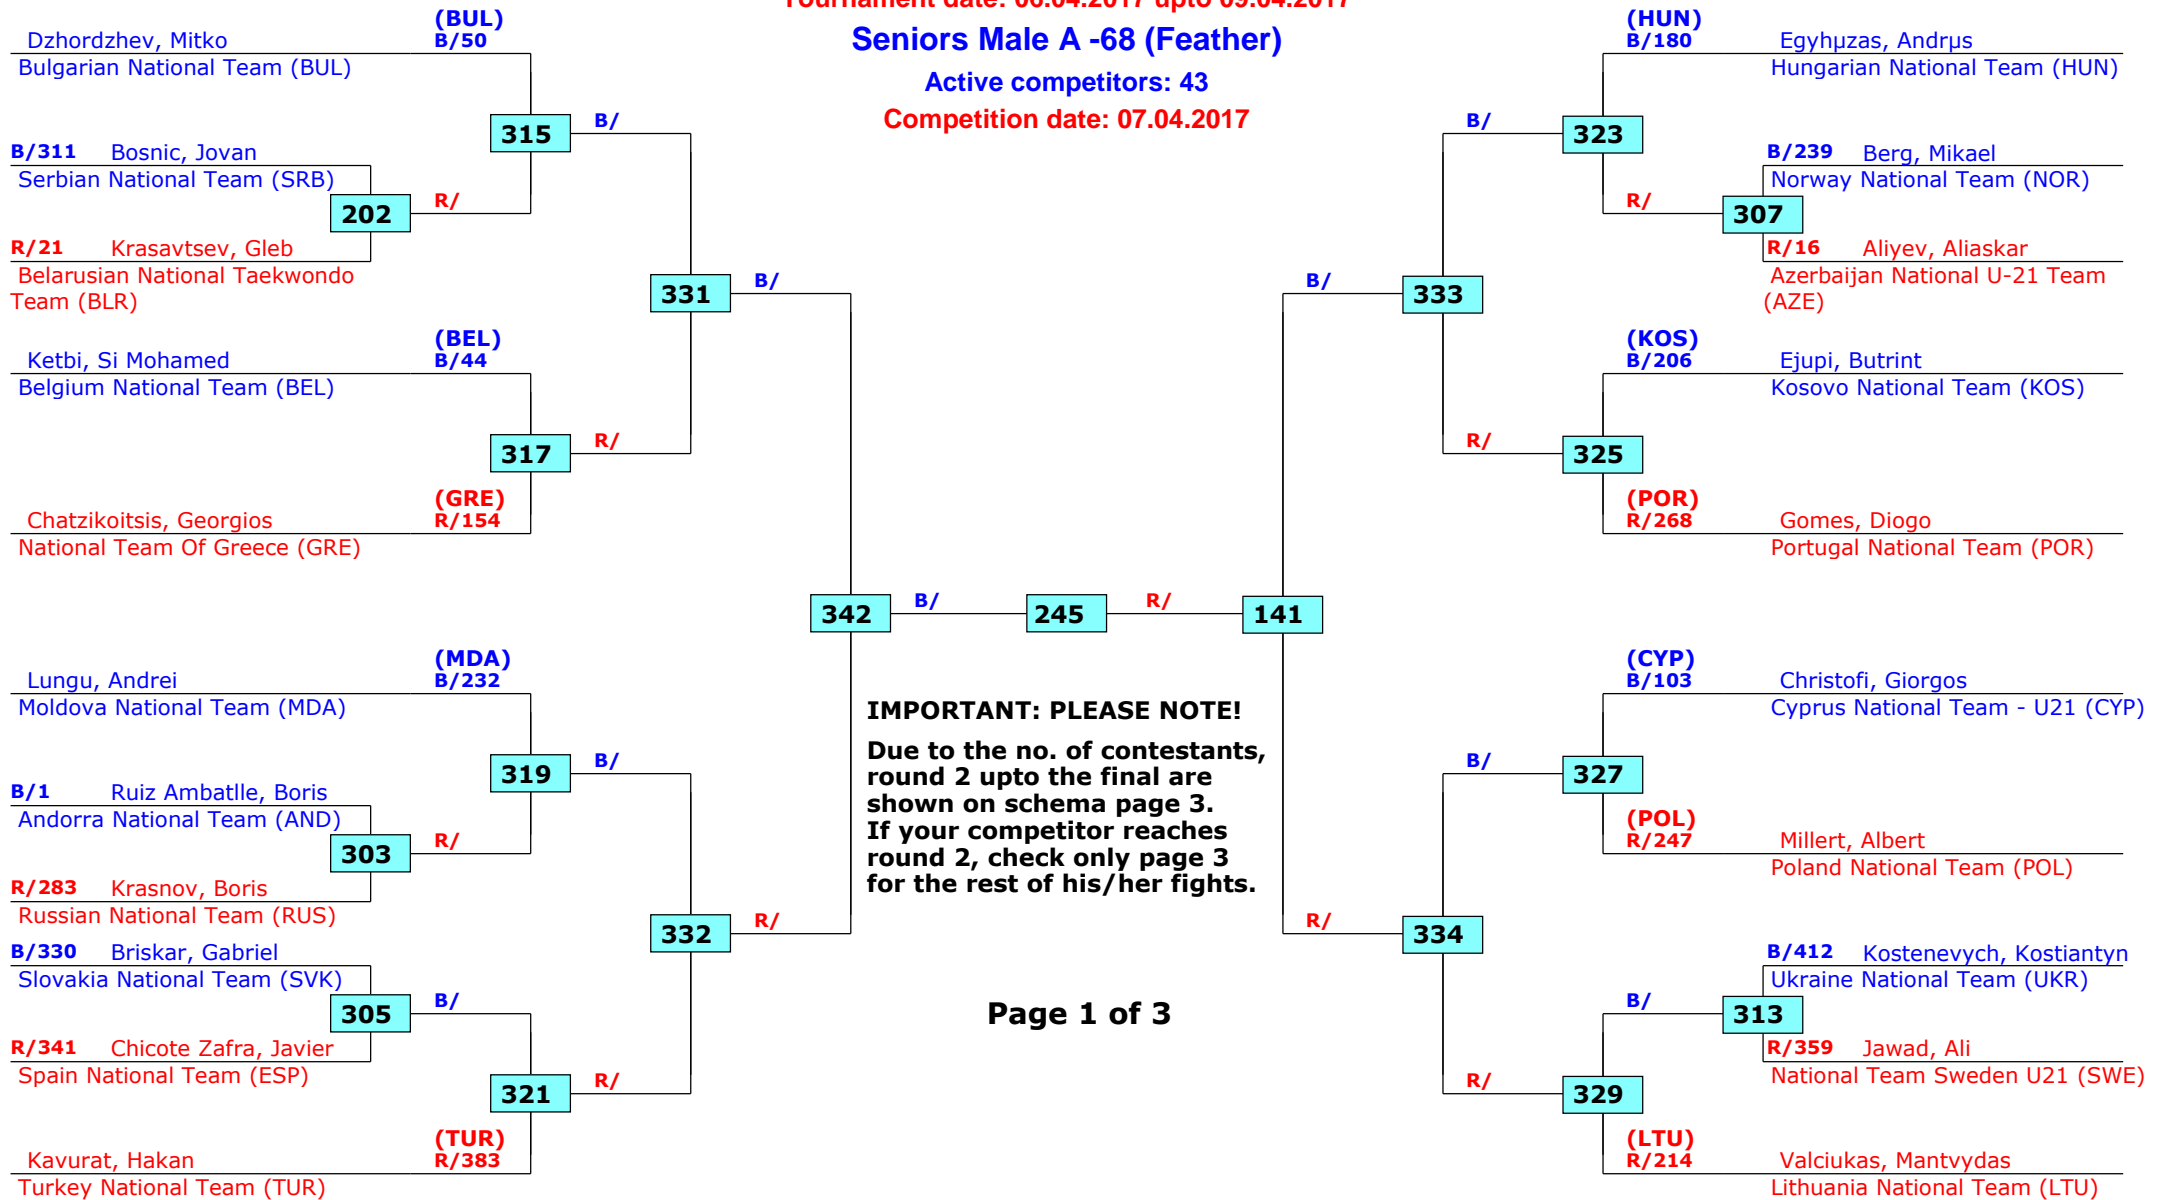 Tournament date: 06.04.2017 upto 09.04.2017
Seniors Male A -68 (Feather)
Active competitors: 43
Competition date: 07.04.2017
(BUL)
Dzhordzhev, Mitko B/50
Bulgarian National Team (BUL)
315 B/
B/311 Bosnic, Jovan
Serbian National Team (SRB)
202 R/
R/21 Krasavtsev, Gleb
Belarusian National Taekwondo
Team (BLR)
331 B/
(BEL)
Ketbi, Si Mohamed B/44
Belgium National Team (BEL)
317 R/
(GRE)
Chatzikoitsis, Georgios R/154
National Team Of Greece (GRE)
342 B/ 245 R/ 141
(MDA)
Lungu, Andrei B/232
Moldova National Team (MDA)
319 B/
B/1 Ruiz Ambatlle, Boris
Andorra National Team (AND)
303 R/
R/283 Krasnov, Boris
Russian National Team (RUS)
332 R/
B/330 Briskar, Gabriel
Slovakia National Team (SVK)
305 B/
R/341 Chicote Zafra, Javier
Spain National Team (ESP)
321 R/
(TUR)
Kavurat, Hakan R/383
Turkey National Team (TUR)
IMPORTANT: PLEASE NOTE!
Due to the no. of contestants,
round 2 upto the final are
shown on schema page 3.
If your competitor reaches
round 2, check only page 3
for the rest of his/her fights.
Page 1 of 3
(HUN)
B/180 Egyhµzas, Andrµs
Hungarian National Team (HUN)
B/ 323
B/239 Berg, Mikael
Norway National Team (NOR)
R/ 307
R/16 Aliyev, Aliaskar
Azerbaijan National U-21 Team
(AZE)
B/ 333
(KOS)
B/206 Ejupi, Butrint
Kosovo National Team (KOS)
R/ 325
(POR)
R/268 Gomes, Diogo
Portugal National Team (POR)
(CYP)
B/103 Christofi, Giorgos
Cyprus National Team - U21 (CYP)
B/ 327
(POL)
R/247 Millert, Albert
Poland National Team (POL)
R/ 334
B/412 Kostenevych, Kostiantyn
Ukraine National Team (UKR)
B/ 313
R/359 Jawad, Ali
National Team Sweden U21 (SWE)
R/ 329
(LTU)
R/214 Valciukas, Mantvydas
Lithuania National Team (LTU)